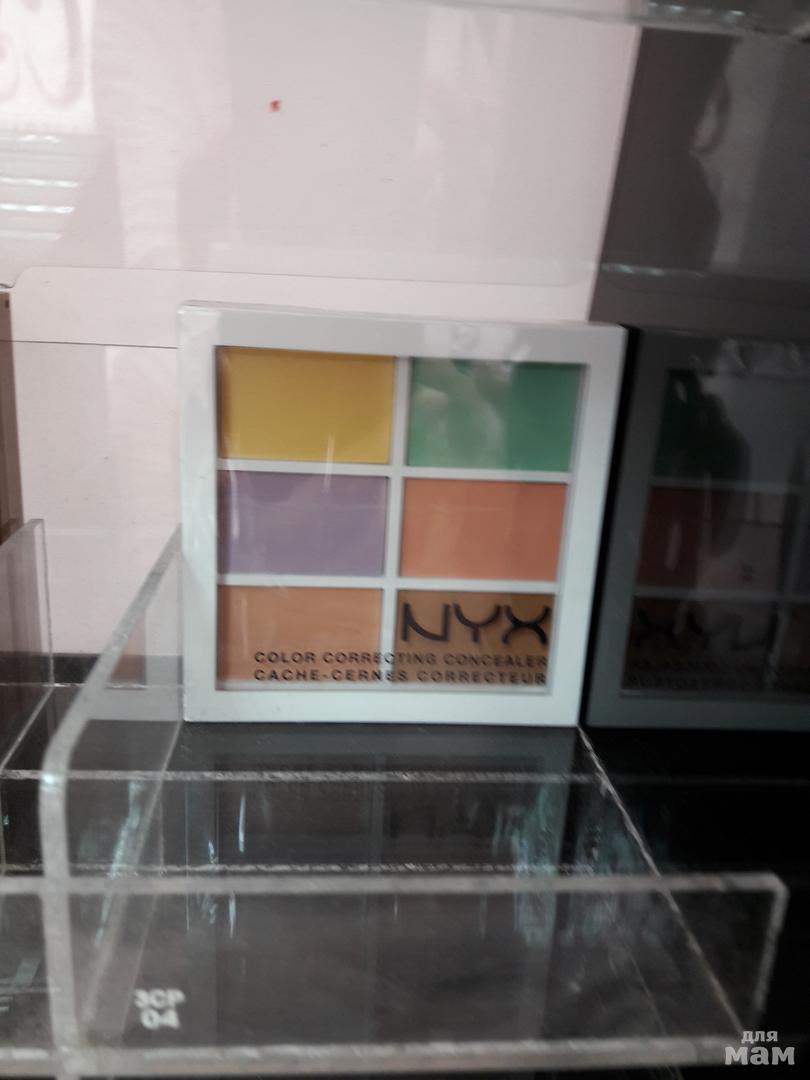 NYX
COLOR CORRECTING CONCEALER
CACHE-CERNES CORRECTEUR
3CP
04
для
мам